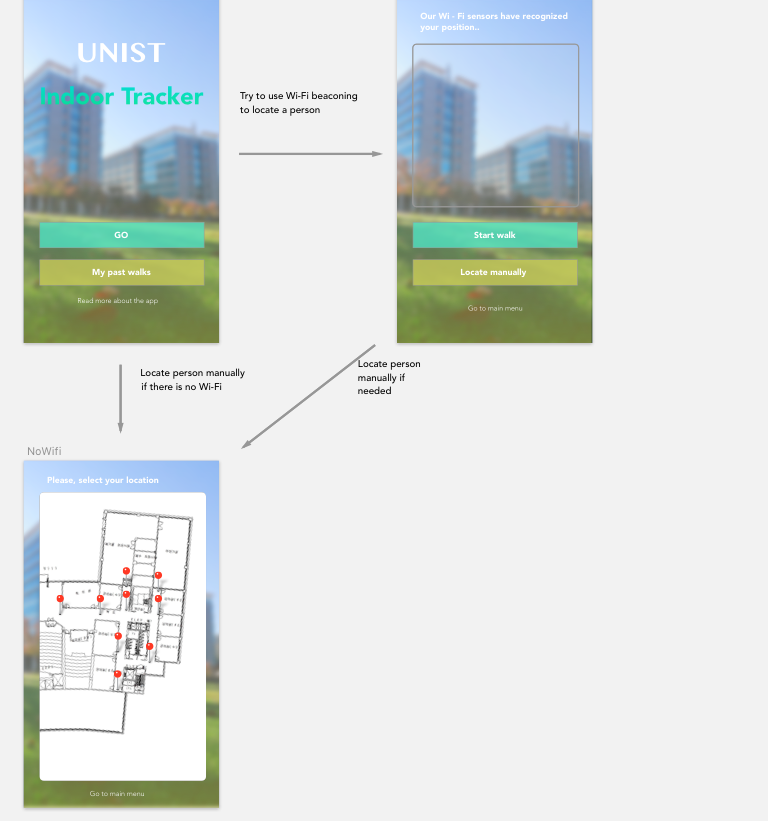 UNIST
Indoor Tracker
GO
My past walks
Read more about the app
Try to use Wi-Fi beaconing
to locate a person
Our Wi - Fi sensors have recognized
your position..
Start walk
Locate manually
Go to main menu
Locate person manually
if there is no Wi-Fi
Locate person
manually if
needed
NoWifi
Please, select your location
Go to main menu